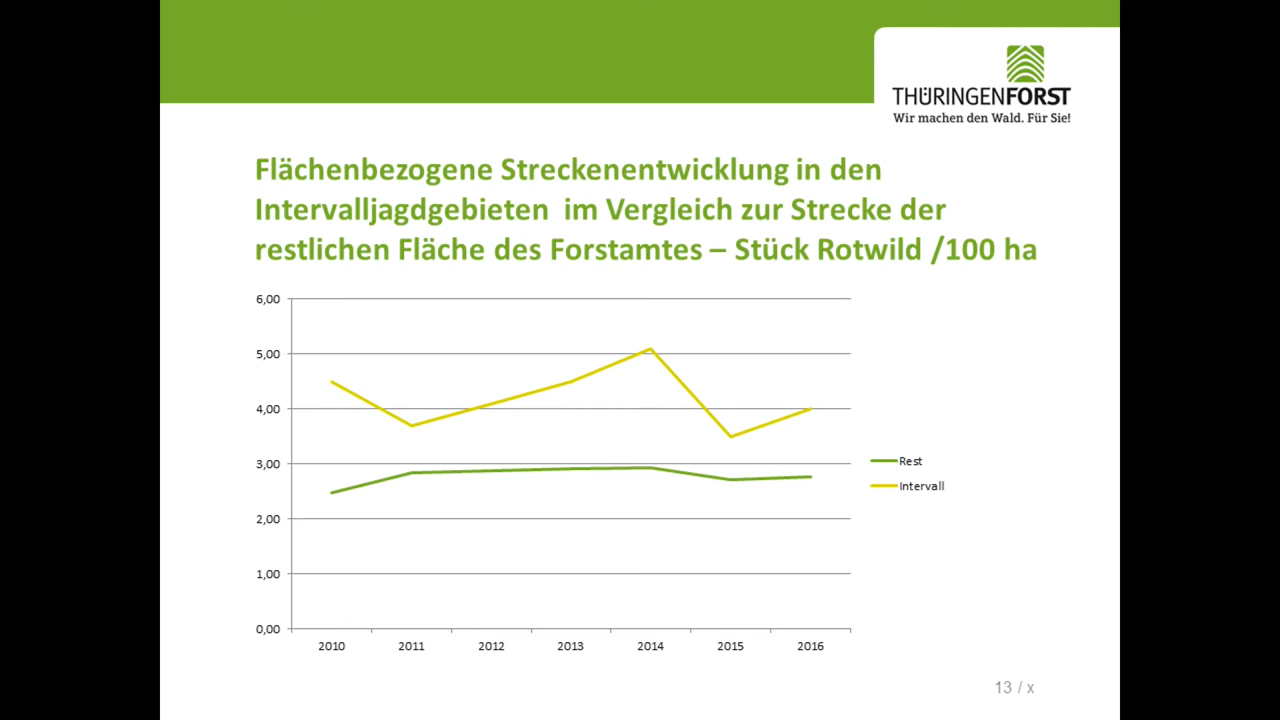 THÜRINGENFORST
Wir machen den Wald. Für Sie!
Flächenbezogene Streckenentwicklung in den
Intervalljagdgebieten im Vergleich zur Strecke der
restlichen Fläche des Forstamtes – Stück Rotwild /100 ha
6,00
5,00
4,00
3,00
2,00
1,00
0,00
2010 2011 2012 2013 2014 2015 2016
Rest
Intervall
13 / x